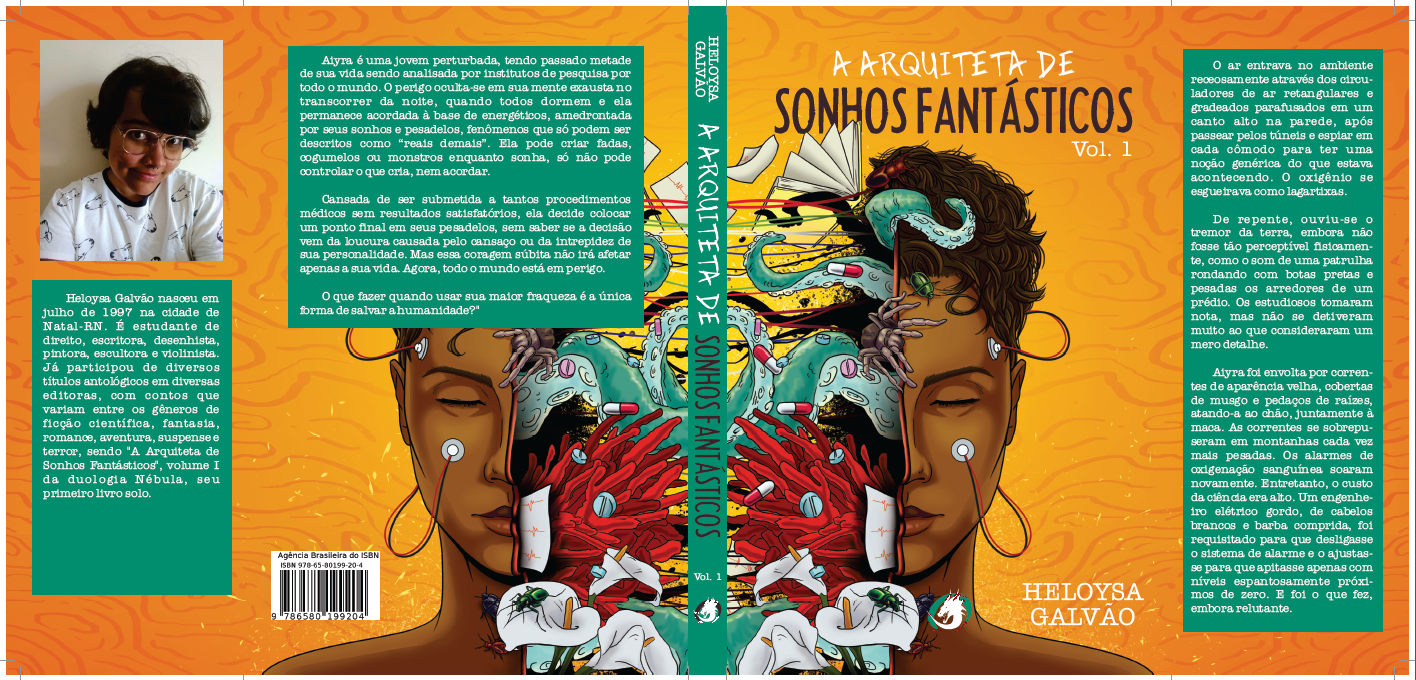 Heloysa Galvão nasceu em
julho de 1997 na cidade de
Natal-RN. É estudante de
direito, escritora, desenhista,
pintora, escultora e violinista.
Já participou de diversos
títulos antológicos em diversas
editoras, com contos que
variam entre os gêneros de
ficção científica, fantasia,
romance, aventura, suspense e
terror, sendo "A Arquiteta de
Sonhos Fantásticos", volume I
da duologia Nébula, seu
primeiro livro solo.
Aiyra é uma jovem perturbada, tendo passado metade
de sua vida sendo analisada por institutos de pesquisa por
todo o mundo. O perigo oculta-se em sua mente exausta no
transcorrer da noite, quando todos dormem e ela
permanece acordada à base de energéticos, amedrontada
por seus sonhos e pesadelos, fenômenos que só podem ser
descritos como “reais demais”. Ela pode criar fadas,
cogumelos ou monstros enquanto sonha, só não pode
controlar o que cria, nem acordar.
Cansada de ser submetida a tantos procedimentos
médicos sem resultados satisfatórios, ela decide colocar
um ponto final em seus pesadelos, sem saber se a decisão
vem da loucura causada pelo cansaço ou da intrepidez de
sua personalidade. Mas essa coragem súbita não irá afetar
apenas a sua vida. Agora, todo o mundo está em perigo.
O que fazer quando usar sua maior fraqueza é a única
forma de salvar a humanidade?"
Agência Brasileira do ISBN
ISBN 978-65-80199-20-4
9 786580 199204
HELOYSA
GALVÃO
A ARQUITETA DE SONHOS FANTÁSTICOS
Vol. 1
A ARQUITETA DE
SONHOS FANTÁSTICOS
Vol. 1
HELOYSA
GALVÃO
O ar entrava no ambiente
receosamente através dos circu-
ladores de ar retangulares e
gradeados parafusados em um
canto alto na parede, após
passear pelos túneis e espiar em
cada cômodo para ter uma
noção genérica do que estava
acontecendo. O oxigênio se
esgueirava como lagartixas.
De repente, ouviu-se o
tremor da terra, embora não
fosse tão perceptível fisicamen-
te, como o som de uma patrulha
rondando com botas pretas e
pesadas os arredores de um
prédio. Os estudiosos tomaram
nota, mas não se detiveram
muito ao que consideraram um
mero detalhe.
Aiyra foi envolta por corren-
tes de aparência velha, cobertas
de musgo e pedaços de raízes,
atando-a ao chão, juntamente à
maca. As correntes se sobrepu-
seram em montanhas cada vez
mais pesadas. Os alarmes de
oxigenação sanguínea soaram
novamente. Entretanto, o custo
da ciência era alto. Um engenhe-
iro elétrico gordo, de cabelos
brancos e barba comprida, foi
requisitado para que desligasse
o sistema de alarme e o ajustas-
se para que apitasse apenas com
níveis espantosamente próxi-
mos de zero. E foi o que fez,
embora relutante.